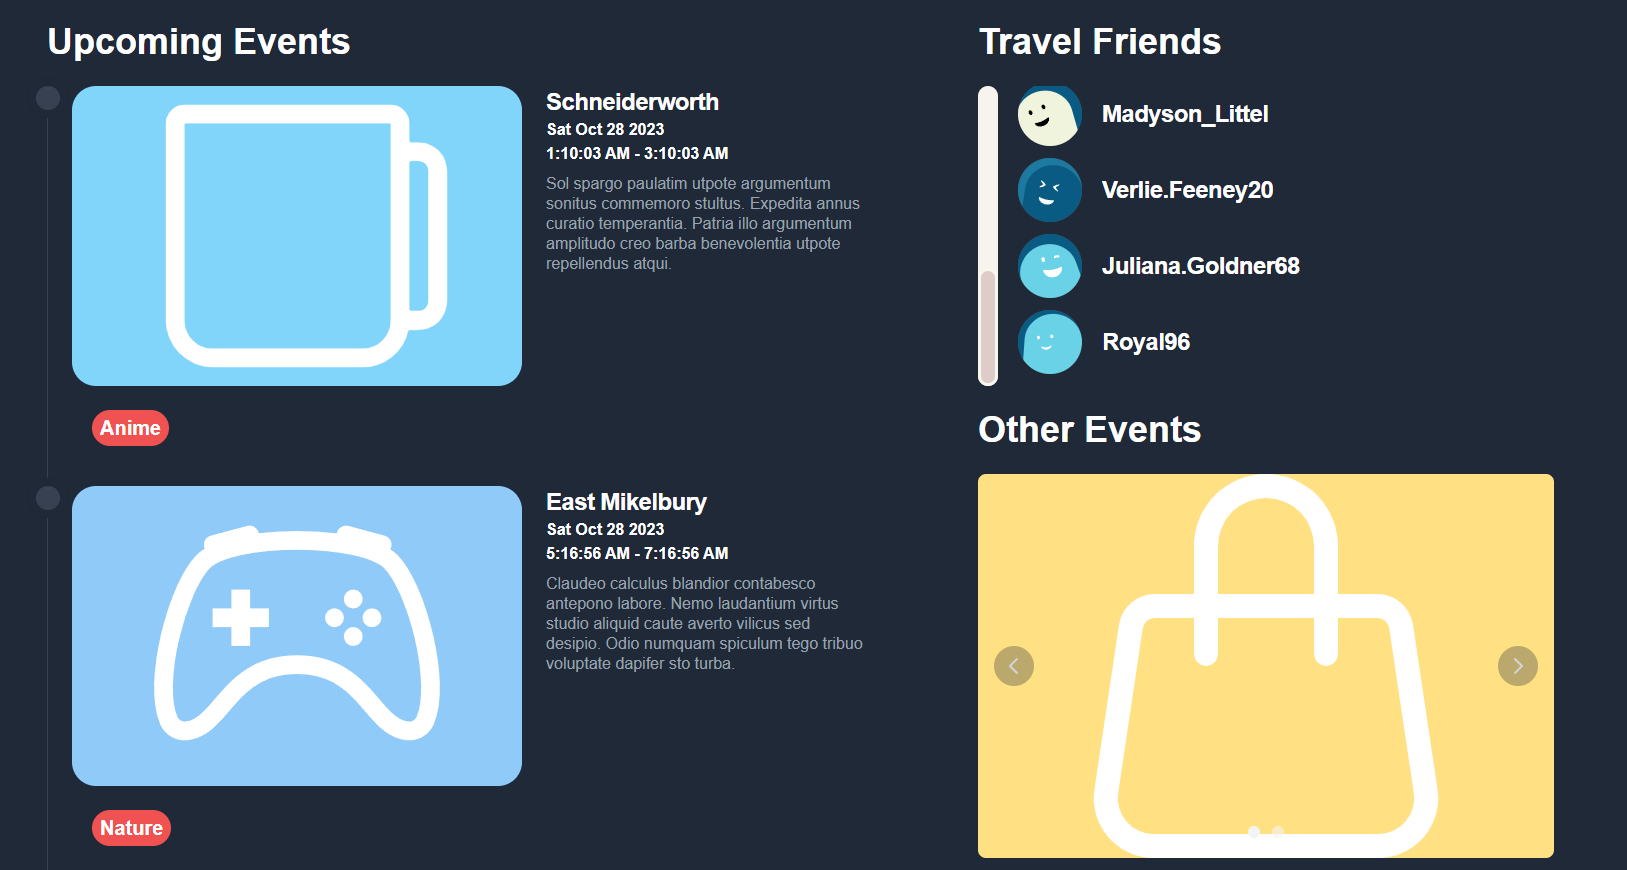 Upcoming Events
Schneiderworth
Sat Oct 28 2023
1:10:03 AM - 3:10:03 AM
Sol spargo paulatim utpote argumentum
sonitus commemoro stultus. Expedita annus
curatio temperantia. Patria illo argumentum
amplitudo creo barba benevolentia utpote
repellendus atqui.
Anime
East Mikelbury
Sat Oct 28 2023
5:16:56 AM - 7:16:56 AM
Claudeo calculus blandior contabesco
antepono labore. Nemo laudantium virtus
studio aliquid caute averto vilicus sed
desipio. Odio numquam spiculum tego tribuo
voluptate dapifer sto turba.
Nature
Travel Friends
Madyson_Littel
Verlie.Feeney20
Juliana.Goldner68
Royal96
Other Events